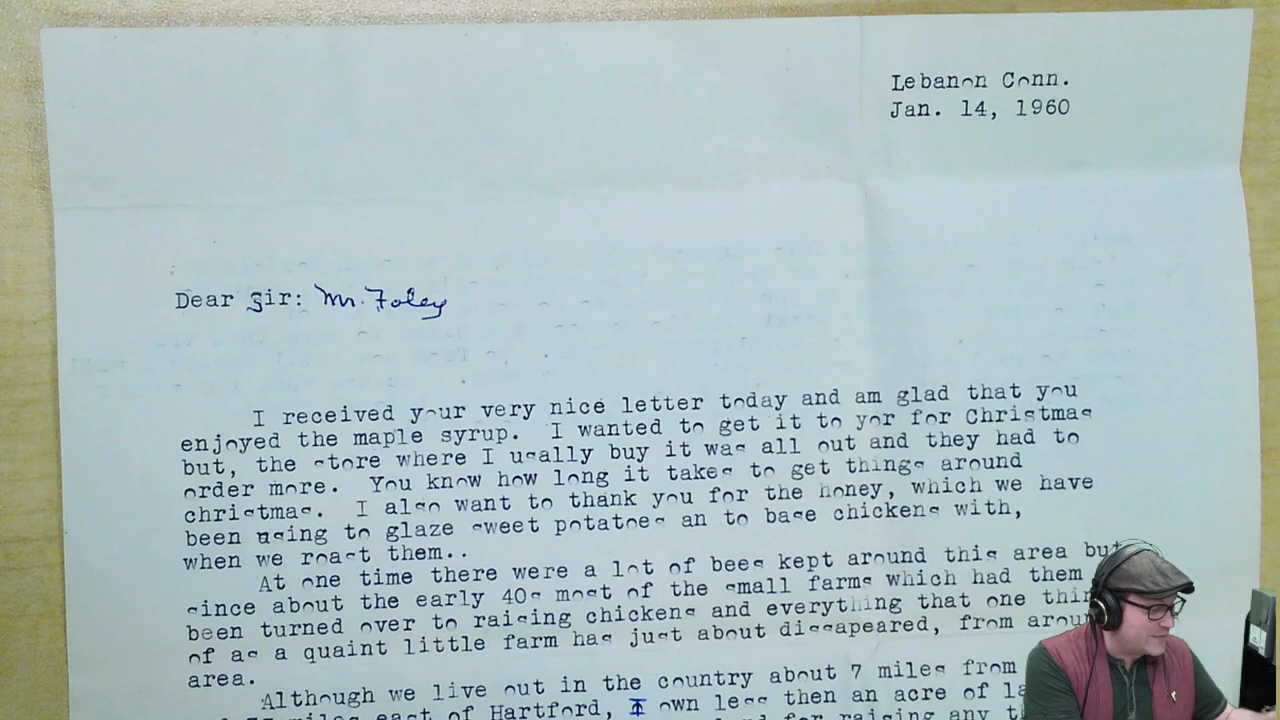 Lebanon Conn.
Jan. 14, 1960
Dear Sir: Mr. Foley
I received your very nice letter today and am glad that you
enjoyed the maple syrup. I wanted to get it to yor for Christmas
but, the store where I usally buy it was all out and they had to
order more. You know how long it takes to get things around
christmas. I also want to thank you for the honey, which we have
been using to glaze sweet potatoes an to base chickens with,
when we roast them..
At one time there were a lot of bees kept around this area but
since about the early 40s most of the small farms which had them
been turned over to raising chickens and everything that one
of as a quaint little farm has just about dissapeared, from
area.
Although we live out in the country about 7 miles from
miles east of Hartford, I own less then an acre of
for raising any